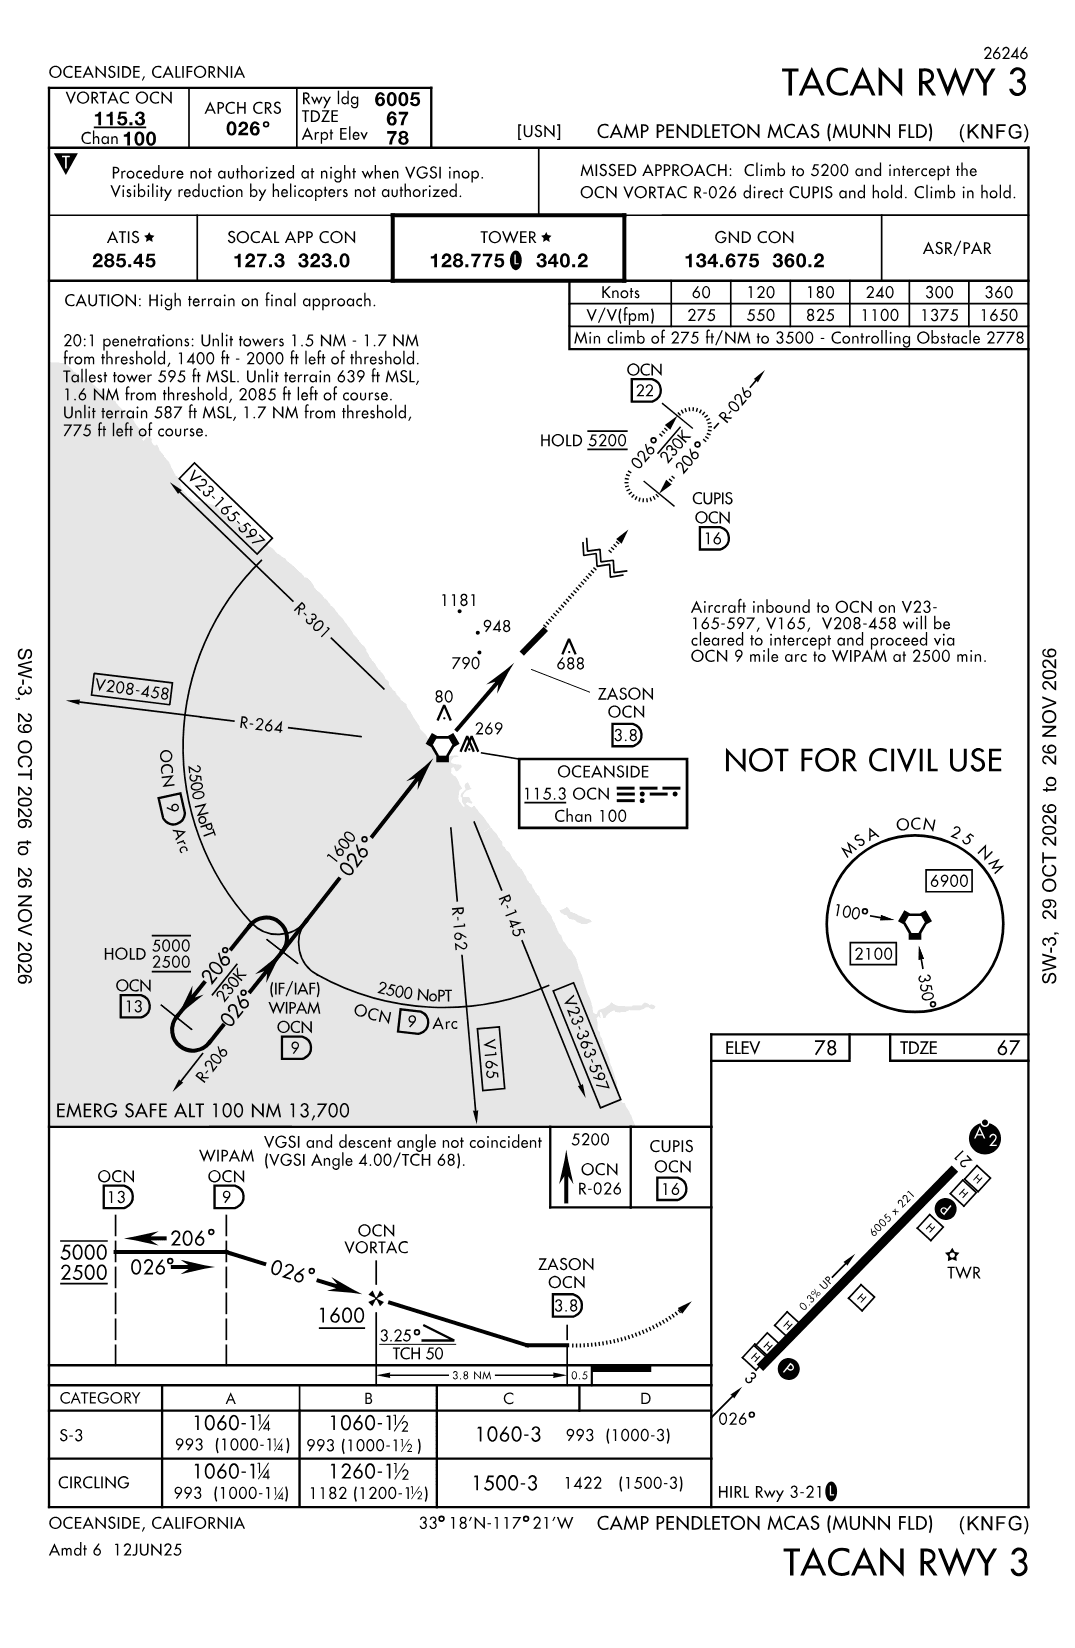 26246
OCEANSIDE, CALIFORNIA
TACAN RWY 3
VORTAC OCN
115.3
Chan 100
APCH CRS
026°
Rwy ldg 6005
TDZE 67
Arpt Elev 78
[USN] CAMP PENDLETON MCAS (MUNN FLD) (KNFG)
T
Procedure not authorized at night when VGSI inop.
Visibility reduction by helicopters not authorized.
MISSED APPROACH: Climb to 5200 and intercept the
OCN VORTAC R-026 direct CUPIS and hold. Climb in hold.
ATIS
285.45
SOCAL APP CON
127.3 323.0
TOWER
128.775 L 340.2
GND CON
134.675 360.2
ASR/PAR
Knots 60 120 180 240 300 360
V/V(fpm) 275 550 825 1100 1375 1650
Min climb of 275 ft/NM to 3500 - Controlling Obstacle 2778
CAUTION: High terrain on final approach.
20:1 penetrations: Unlit towers 1.5 NM - 1.7 NM
from threshold, 1400 ft - 2000 ft left of threshold.
Tallest tower 595 ft MSL. Unlit terrain 639 ft MSL,
1.6 NM from threshold, 2085 ft left of course.
Unlit terrain 587 ft MSL, 1.7 NM from threshold,
775 ft left of course.
OCN
22
R-026
HOLD 5200
026°
230K
206°
CUPIS
OCN
16
V23-165-597
R-301
1181
948
790
688
Aircraft inbound to OCN on V23-
165-597, V165, V208-458 will be
cleared to intercept and proceed via
OCN 9 mile arc to WIPAM at 2500 min.
V208-458
R-264
80
269
ZASON
OCN
3.8
NOT FOR CIVIL USE
OCEANSIDE
115.3 OCN
Chan 100
OCN 9 Arc
2500 NoPT
1600
026°
R-162
R-145
MSA OCN 25 NM
6900
100°
2100
350°
HOLD 5000
2500
OCN
13
206°
230K
026°
R-206
(IF/IAF)
WIPAM
OCN
9
2500 NoPT
OCN 9 Arc
V165
V23-363-597
EMERG SAFE ALT 100 NM 13,700
SW-3, 29 OCT 2026 to 26 NOV 2026
SW-3, 29 OCT 2026 to 26 NOV 2026
ELEV 78
TDZE 67
VGSI and descent angle not coincident
(VGSI Angle 4.00/TCH 68).
5200
OCN
R-026
CUPIS
OCN
16
OCN
13
WIPAM
OCN
9
5000
2500
206°
026°
026°
OCN
VORTAC
1600
3.25°
TCH 50
ZASON
OCN
3.8
3.8 NM
0.5
A2
21
6005 x 221
H
H
P
H
TWR
H
0.3% UP
H
H
H
P
3
026°
HIRL Rwy 3-21 L
CATEGORY A B C D
S-3
1060-1¼
993 (1000-1¼)
1060-1½
993 (1000-1½)
1060-3 993 (1000-3)
CIRCLING
1060-1¼
993 (1000-1¼)
1260-1½
1182 (1200-1½)
1500-3 1422 (1500-3)
OCEANSIDE, CALIFORNIA
33°18'N-117°21'W
CAMP PENDLETON MCAS (MUNN FLD) (KNFG)
Amdt 6 12JUN25
TACAN RWY 3